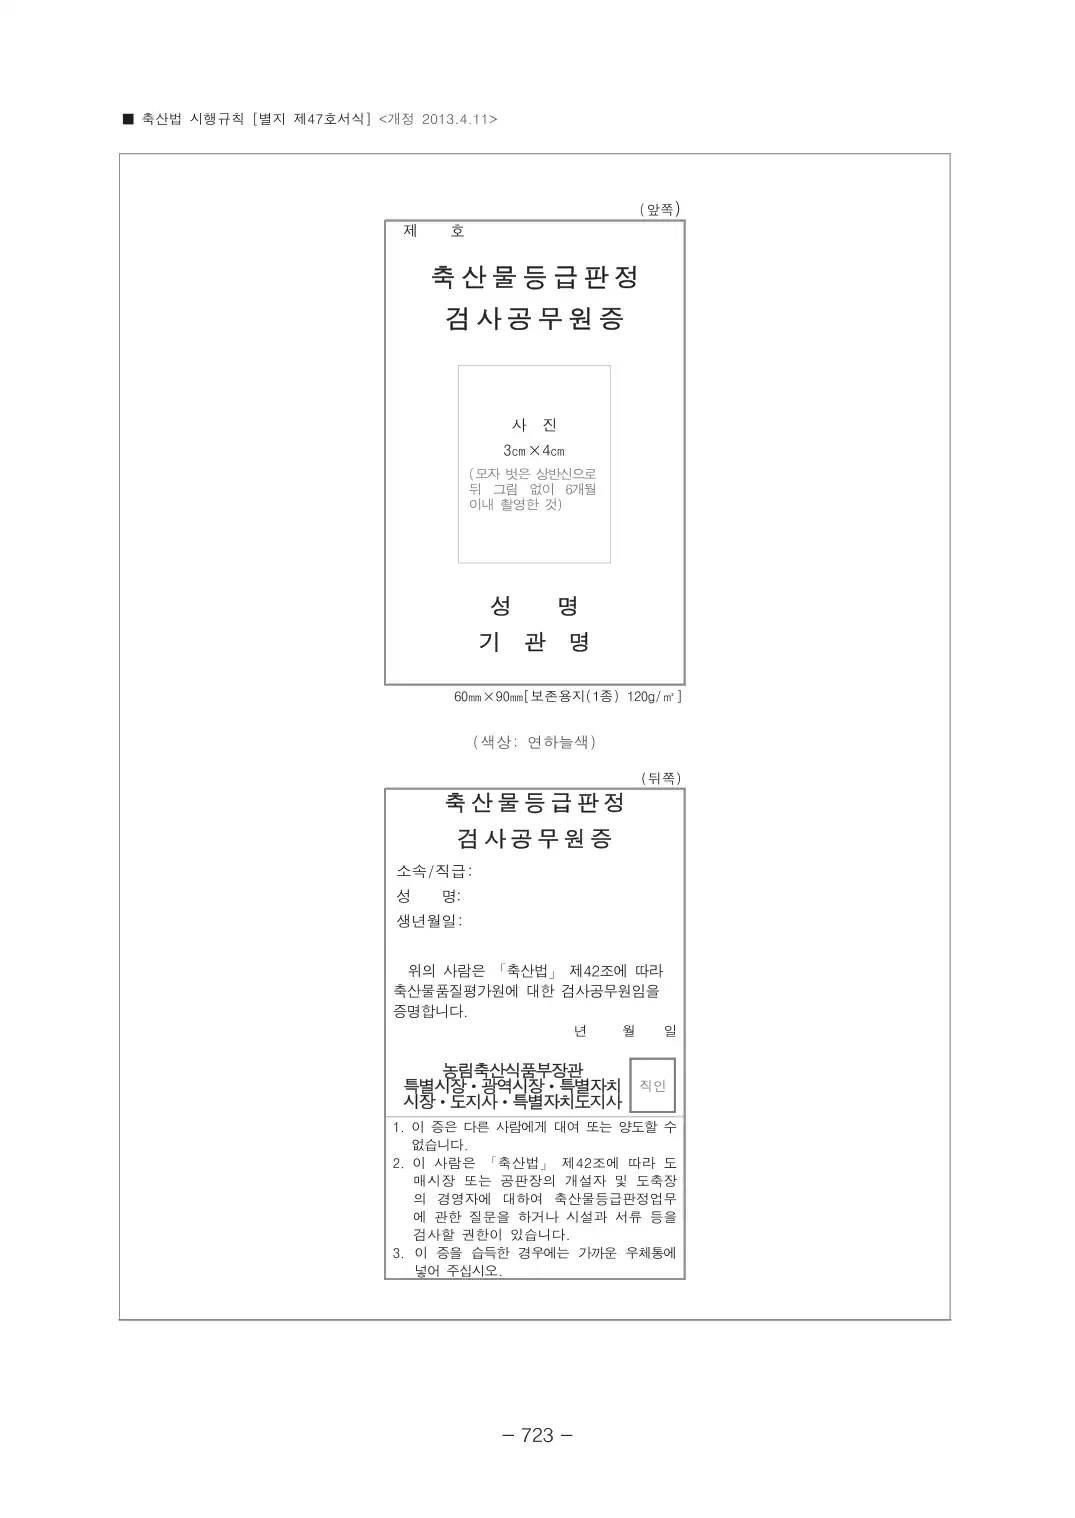 ■ 축산법 시행규칙 [별지 제47호서식] <개정 2013.4.11>
(앞쪽)
제 호
축산물등급판정
검사공무원증
사 진
3㎝×4㎝
(모자 벗은 상반신으로
뒤 그림 없이 6개월
이내 촬영한 것)
성 명
기 관 명
60㎜×90㎜[보존용지(1종) 120g/㎡]
(색상: 연하늘색)
(뒤쪽)
축산물등급판정
검사공무원증
소속/직급:
성 명:
생년월일:
위의 사람은 「축산법」 제42조에 따라
축산물품질평가원에 대한 검사공무원임을
증명합니다.
년 월 일
농림축산식품부장관
특별시장·광역시장·특별자치
시장·도지사·특별자치도지사
직인
1. 이 증은 다른 사람에게 대여 또는 양도할 수
없습니다.
2. 이 사람은 「축산법」 제42조에 따라 도
매시장 또는 공판장의 개설자 및 도축장
의 경영자에 대하여 축산물등급판정업무
에 관한 질문을 하거나 시설과 서류 등을
검사할 권한이 있습니다.
3. 이 증을 습득한 경우에는 가까운 우체통에
넣어 주십시오.
- 723 -